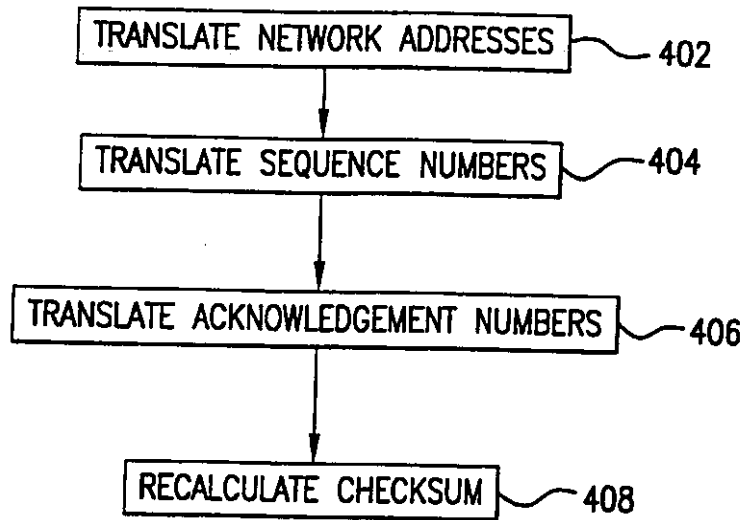 TRANSLATE NETWORK ADDRESSES 402
TRANSLATE SEQUENCE NUMBERS 404
TRANSLATE ACKNOWLEDGEMENT NUMBERS 406
RECALCULATE CHECKSUM 408